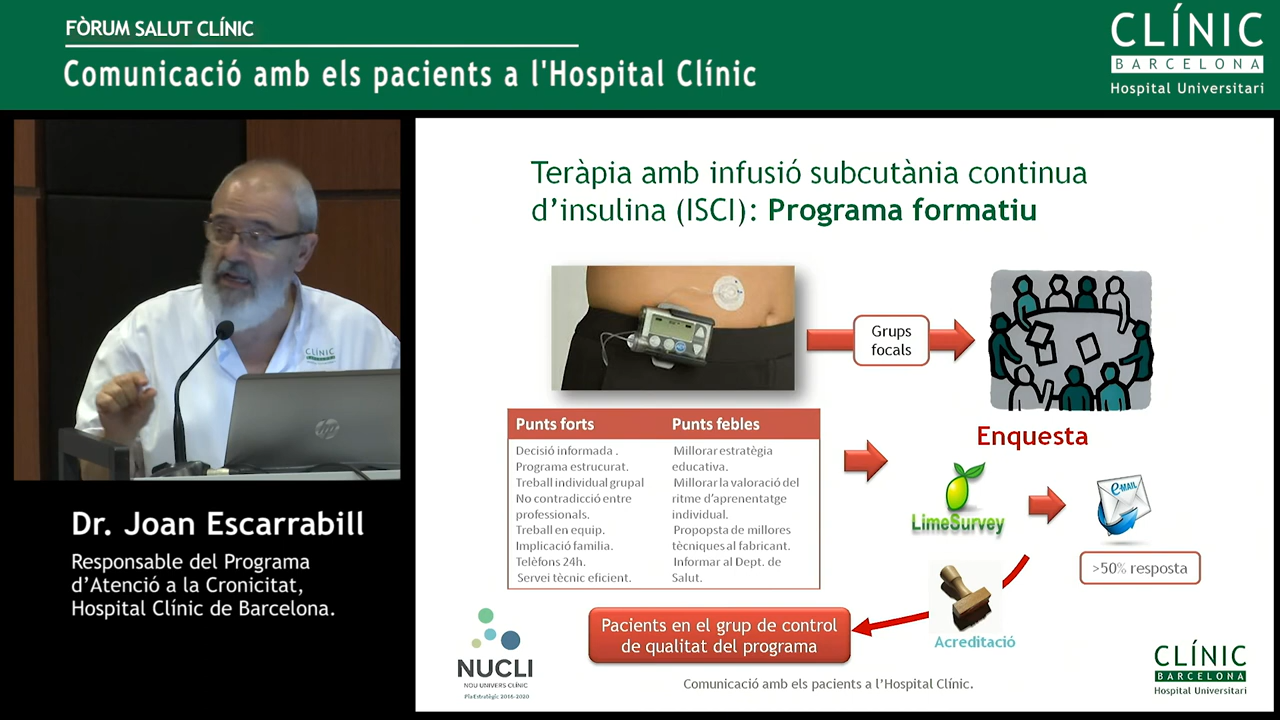 FÒRUM SALUT CLÍNIC
Comunicació amb els pacients a l'Hospital Clínic
CLÍNIC
BARCELONA
Hospital Universitari
Teràpia amb infusió subcutània continua
d’insulina (ISCI): Programa formatiu
Grups
focals
Punts forts
Decisió informada .
Programa estrucurat.
Treball individual grupal
No contradicció entre
professionals.
Treball en equip.
Implicació familia.
Telèfons 24h.
Servei tècnic eficient.
Punts febles
Millorar estratègia
educativa.
Millorar la valoració del
ritme d’aprenentatge
individual.
Propopsta de millores
tècniques al fabricant.
Informar al Dept. de
Salut.
Enquesta
LimeSurvey
e-MAIL
>50% resposta
Acreditació
Pacients en el grup de control
de qualitat del programa
NUCLI
NOU UNIVERS CLÍNIC
Pla Estratègic 2016-2020
Comunicació amb els pacients a l’Hospital Clínic.
CLÍNIC
BARCELONA
Hospital Universitari
CLÍNIC
hp
Dr. Joan Escarrabill
Responsable del Programa
d’Atenció a la Cronicitat,
Hospital Clínic de Barcelona.